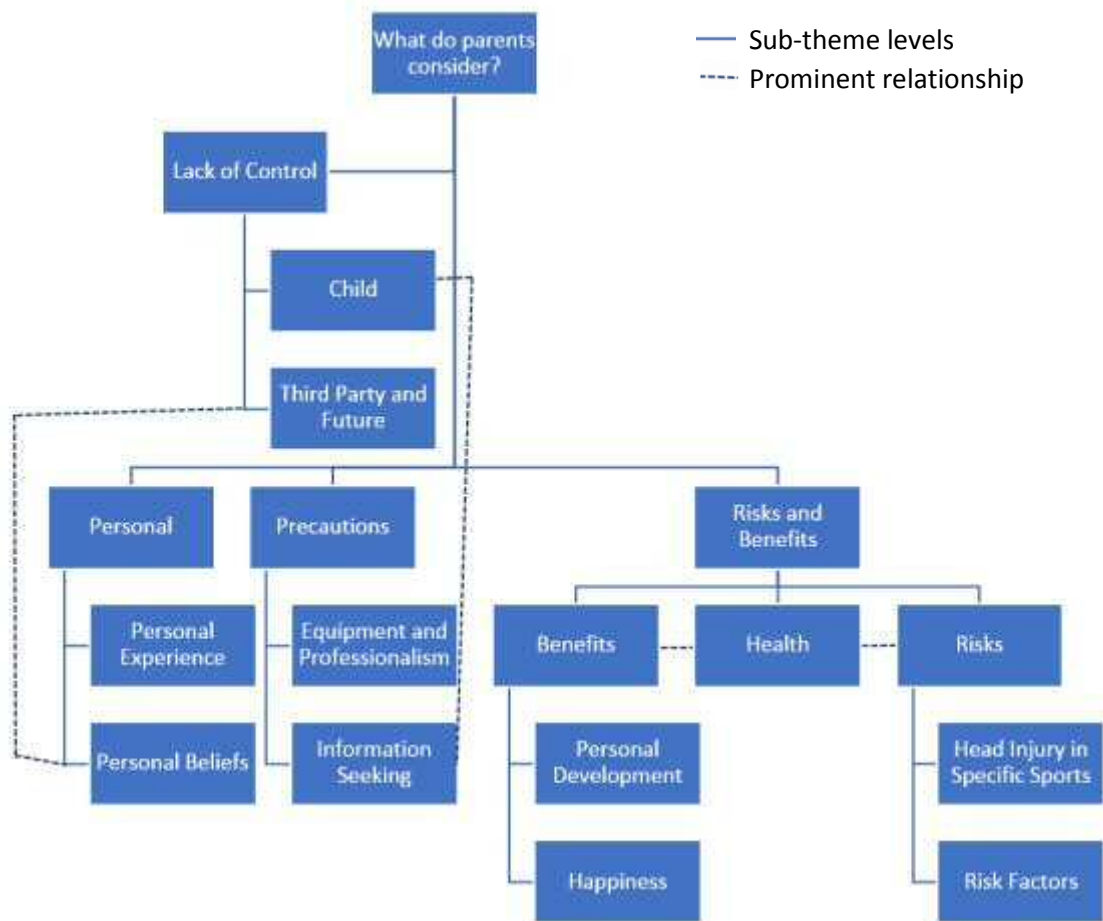 What do parents
consider?
Sub-theme levels
Prominent relationship
Lack of Control
Child
Third Party and
Future
Personal
Precautions
Risks and
Benefits
Personal
Experience
Equipment and
Professionalism
Benefits
Health
Risks
Personal Beliefs
Information
Seeking
Personal
Development
Head Injury in
Specific Sports
Happiness
Risk Factors